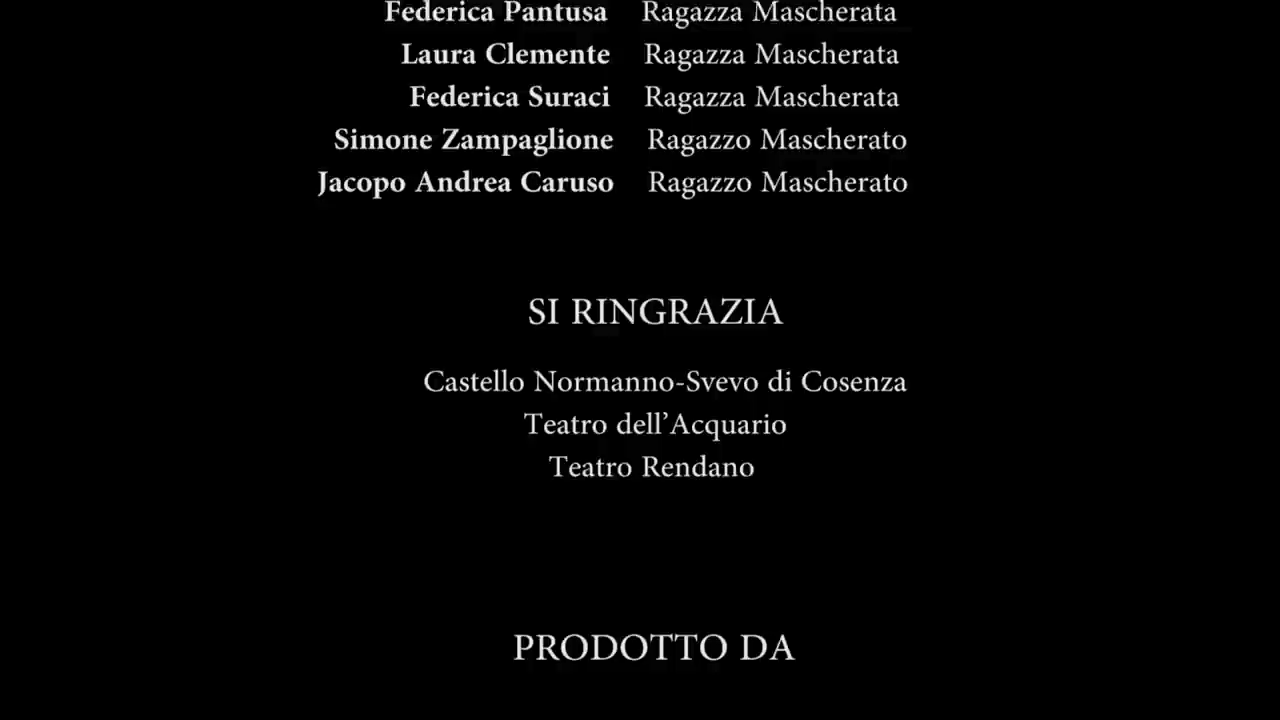 Federica Pantusa Ragazza Mascherata
Laura Clemente Ragazza Mascherata
Federica Suraci Ragazza Mascherata
Simone Zampaglione Ragazzo Mascherato
Jacopo Andrea Caruso Ragazzo Mascherato
SI RINGRAZIA
Castello Normanno-Svevo di Cosenza
Teatro dell’Acquario
Teatro Rendano
PRODOTTO DA